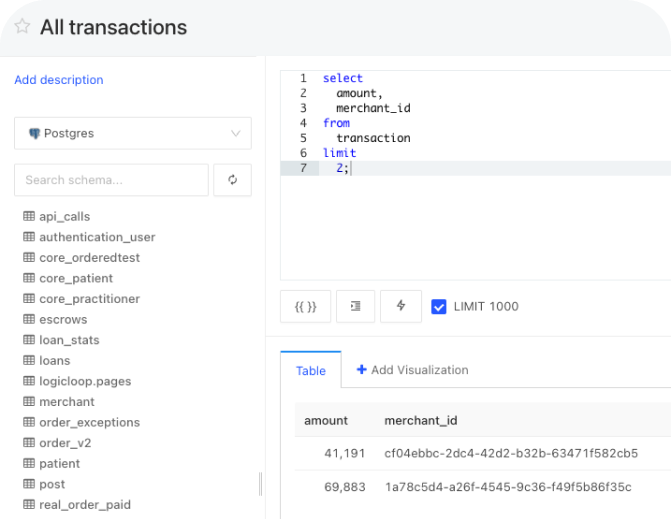 All transactions
Add description
Postgres
Search schema...
api_calls
authentication_user
core_orderedtest
core_patient
core_practitioner
escrows
loan_stats
loans
logicloop.pages
merchant
order_exceptions
order_v2
patient
post
real_order_paid
1 select
2 amount,
3 merchant_id
4 from
5 transaction
6 limit
7 2;
{{ }} LIMIT 1000
Table + Add Visualization
amount merchant_id
41,191 cf04ebbc-2dc4-42d2-b32b-63471f582cb5
69,883 1a78c5d4-a26f-4545-9c36-f49f5b86f35c